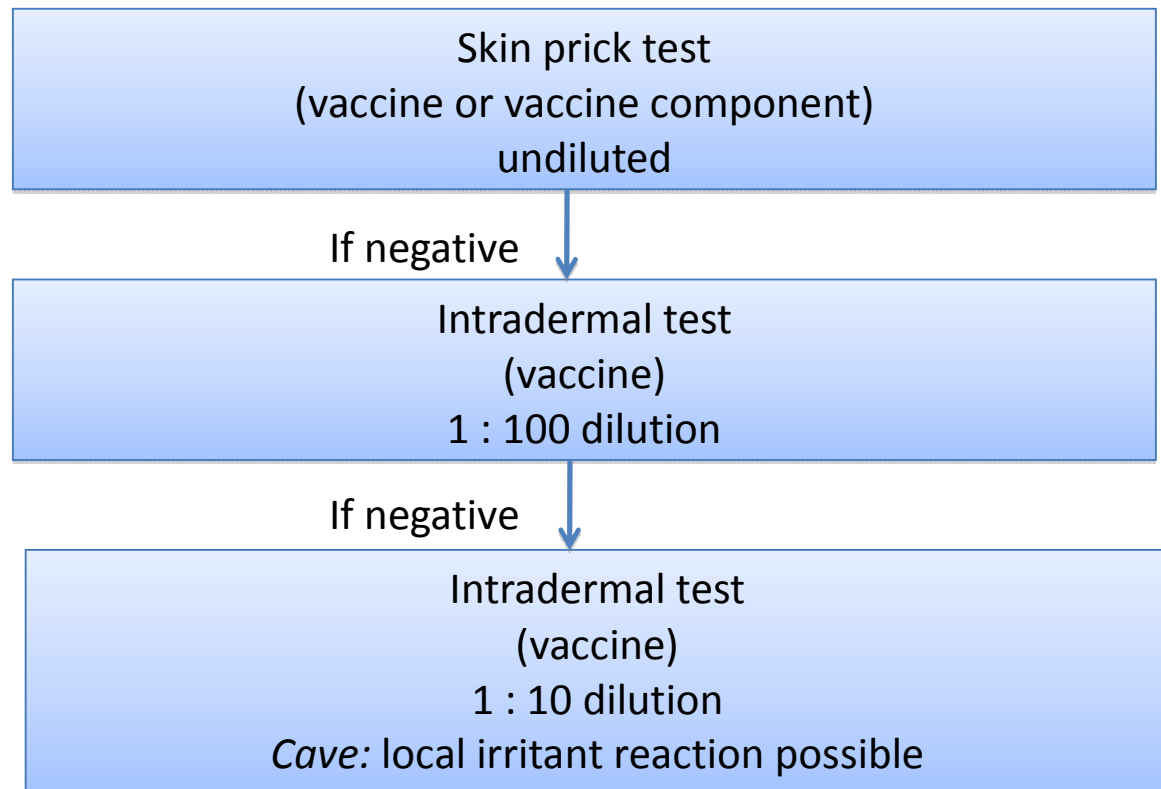 Skin prick test
(vaccine or vaccine component)
undiluted
If negative
Intradermal test
(vaccine)
1 : 100 dilution
If negative
Intradermal test
(vaccine)
1 : 10 dilution
Cave: local irritant reaction possible